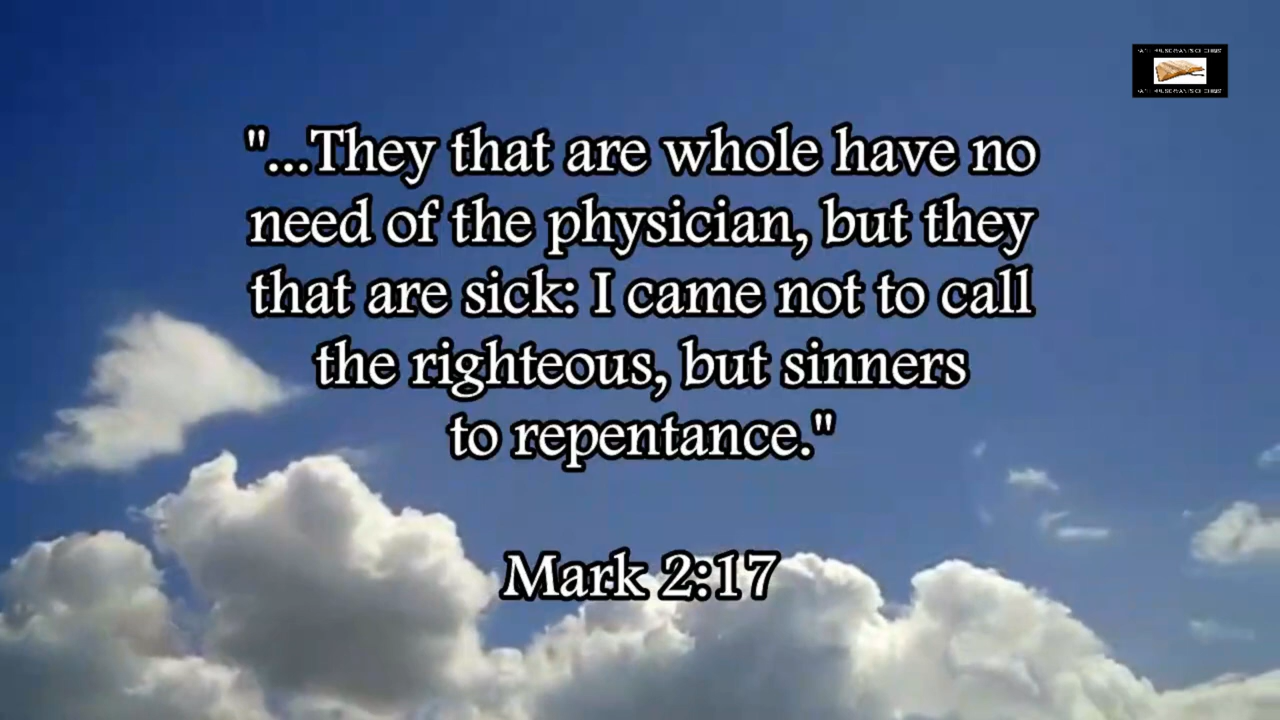 "...They that are whole have no
need of the physician, but they
that are sick: I came not to call
the righteous, but sinners
to repentance."
Mark 2:17